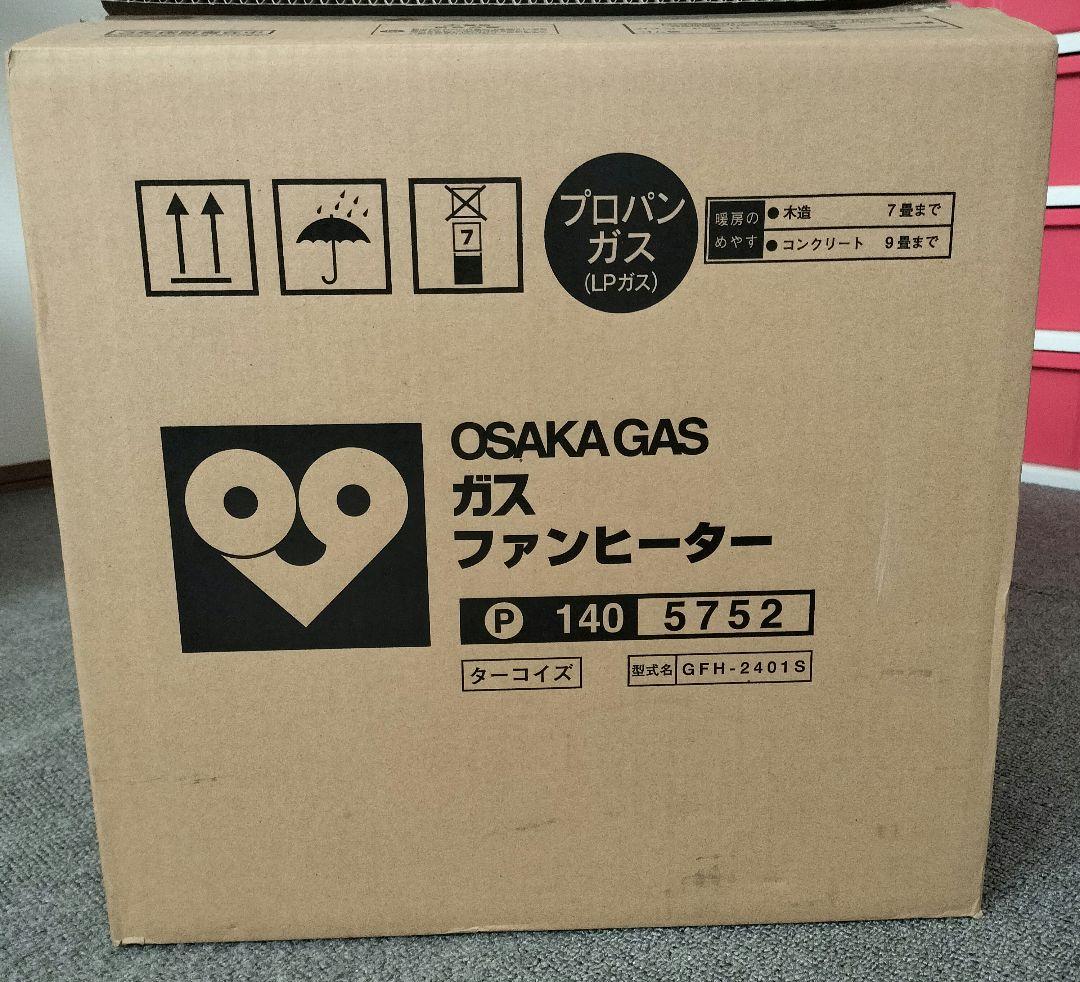 7
プロパン
ガス
(LPガス)
暖房の
めやす
●木造 7畳まで
●コンクリート 9畳まで
OSAKA GAS
ガス
ファンヒーター
P 140 5752
ターコイズ
型式名 GFH-2401S